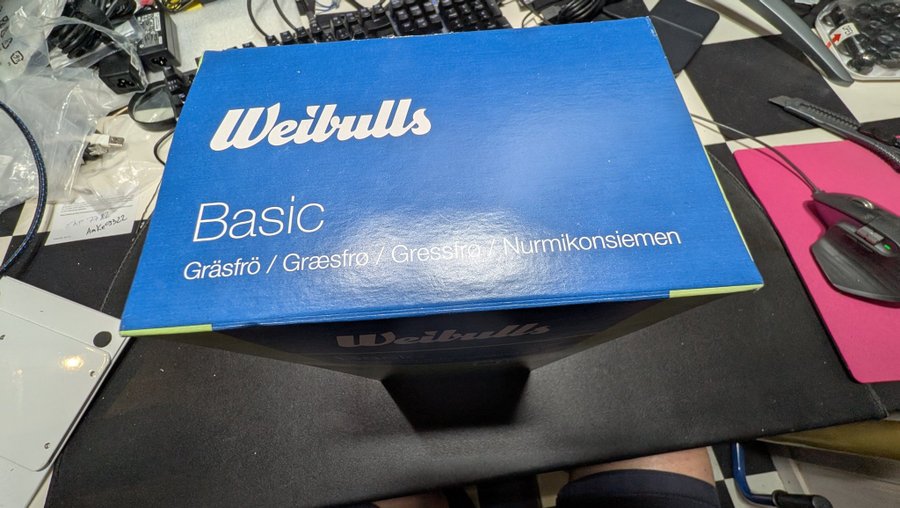 Weibulls
Basic
Gräsfrö / Græsfrø / Gressfrø / Nurmikonsiemen
Weibulls